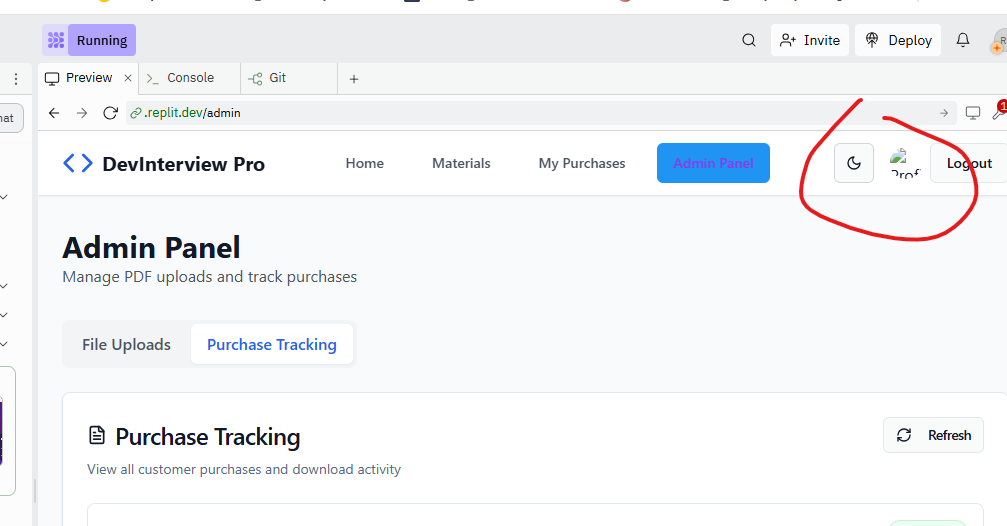 Running
Invite
Deploy
Preview
Console
Git
.replit.dev/admin
1
DevInterview Pro
Home
Materials
My Purchases
Admin Panel
Logout
Admin Panel
Manage PDF uploads and track purchases
File Uploads
Purchase Tracking
Purchase Tracking
Refresh
View all customer purchases and download activity